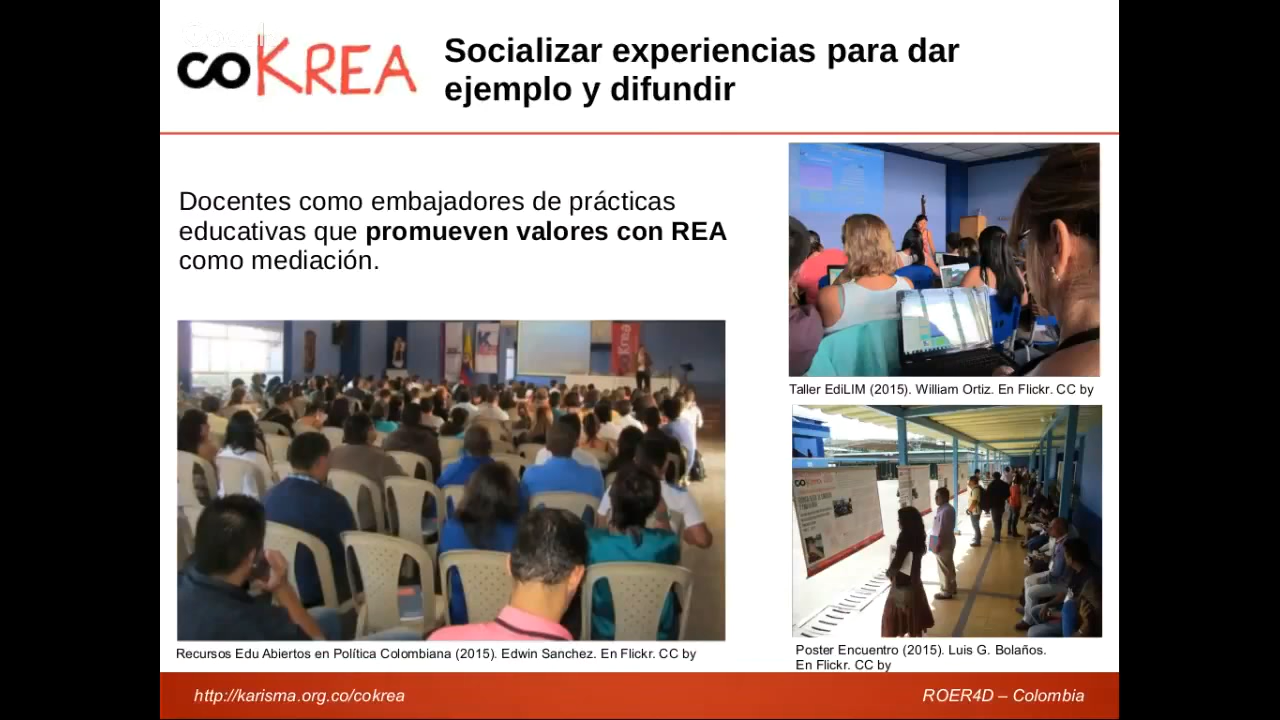 coKREA
Socializar experiencias para dar
ejemplo y difundir
Docentes como embajadores de prácticas
educativas que promueven valores con REA
como mediación.
Taller EdiLIM (2015). William Ortiz. En Flickr. CC by
Recursos Edu Abiertos en Política Colombiana (2015). Edwin Sanchez. En Flickr. CC by
Poster Encuentro (2015). Luis G. Bolaños.
En Flickr. CC by
http://karisma.org.co/cokrea
ROER4D – Colombia